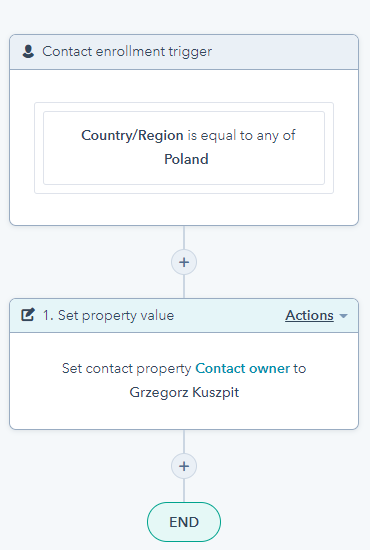 Contact enrollment trigger
Country/Region is equal to any of
Poland
1. Set property value Actions
Set contact property Contact owner to
Grzegorz Kuszpit
END